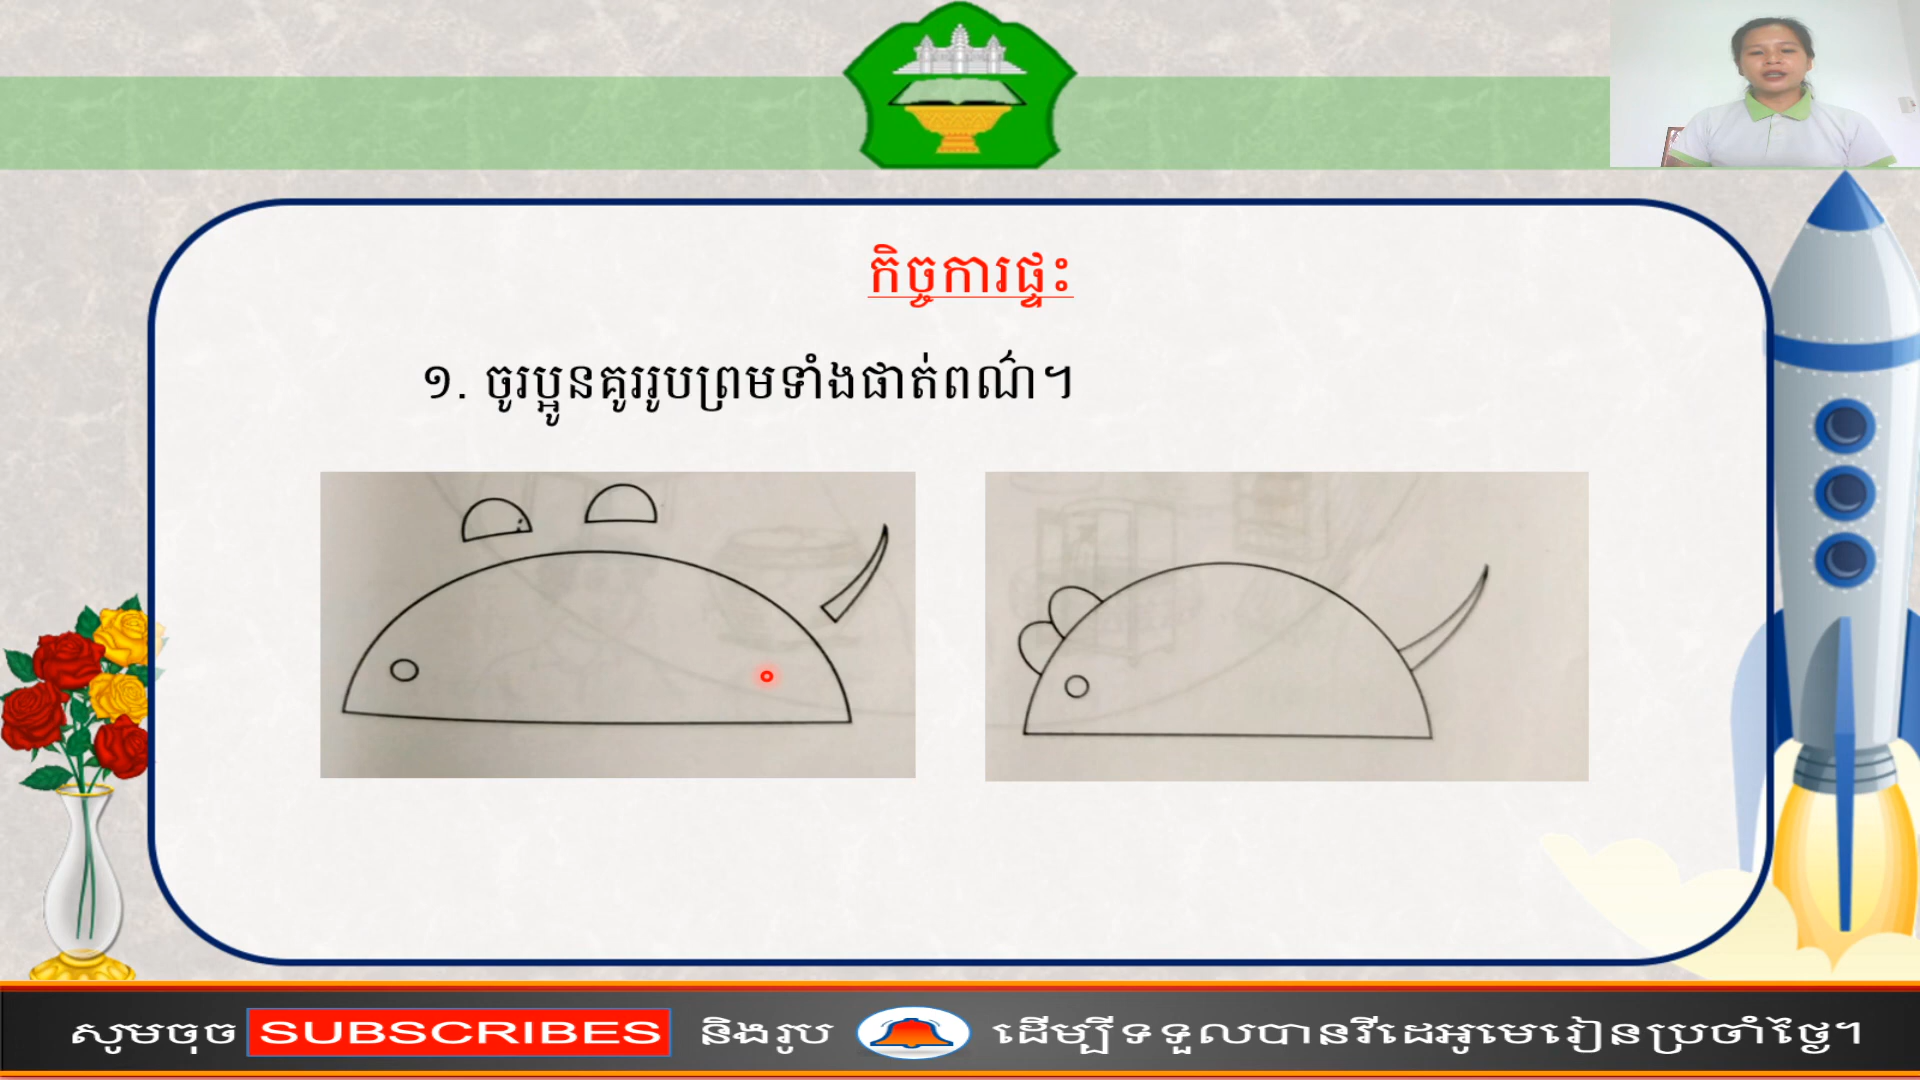 កិច្ចការផ្ទះ
១. ចូរប្អូនគូររូបព្រមទាំងផាត់ពណ៌។
សូមចុច SUBSCRIBES និងរូប ដើម្បីទទួលបានវីដេអូមេរៀនប្រចាំថ្ងៃ។